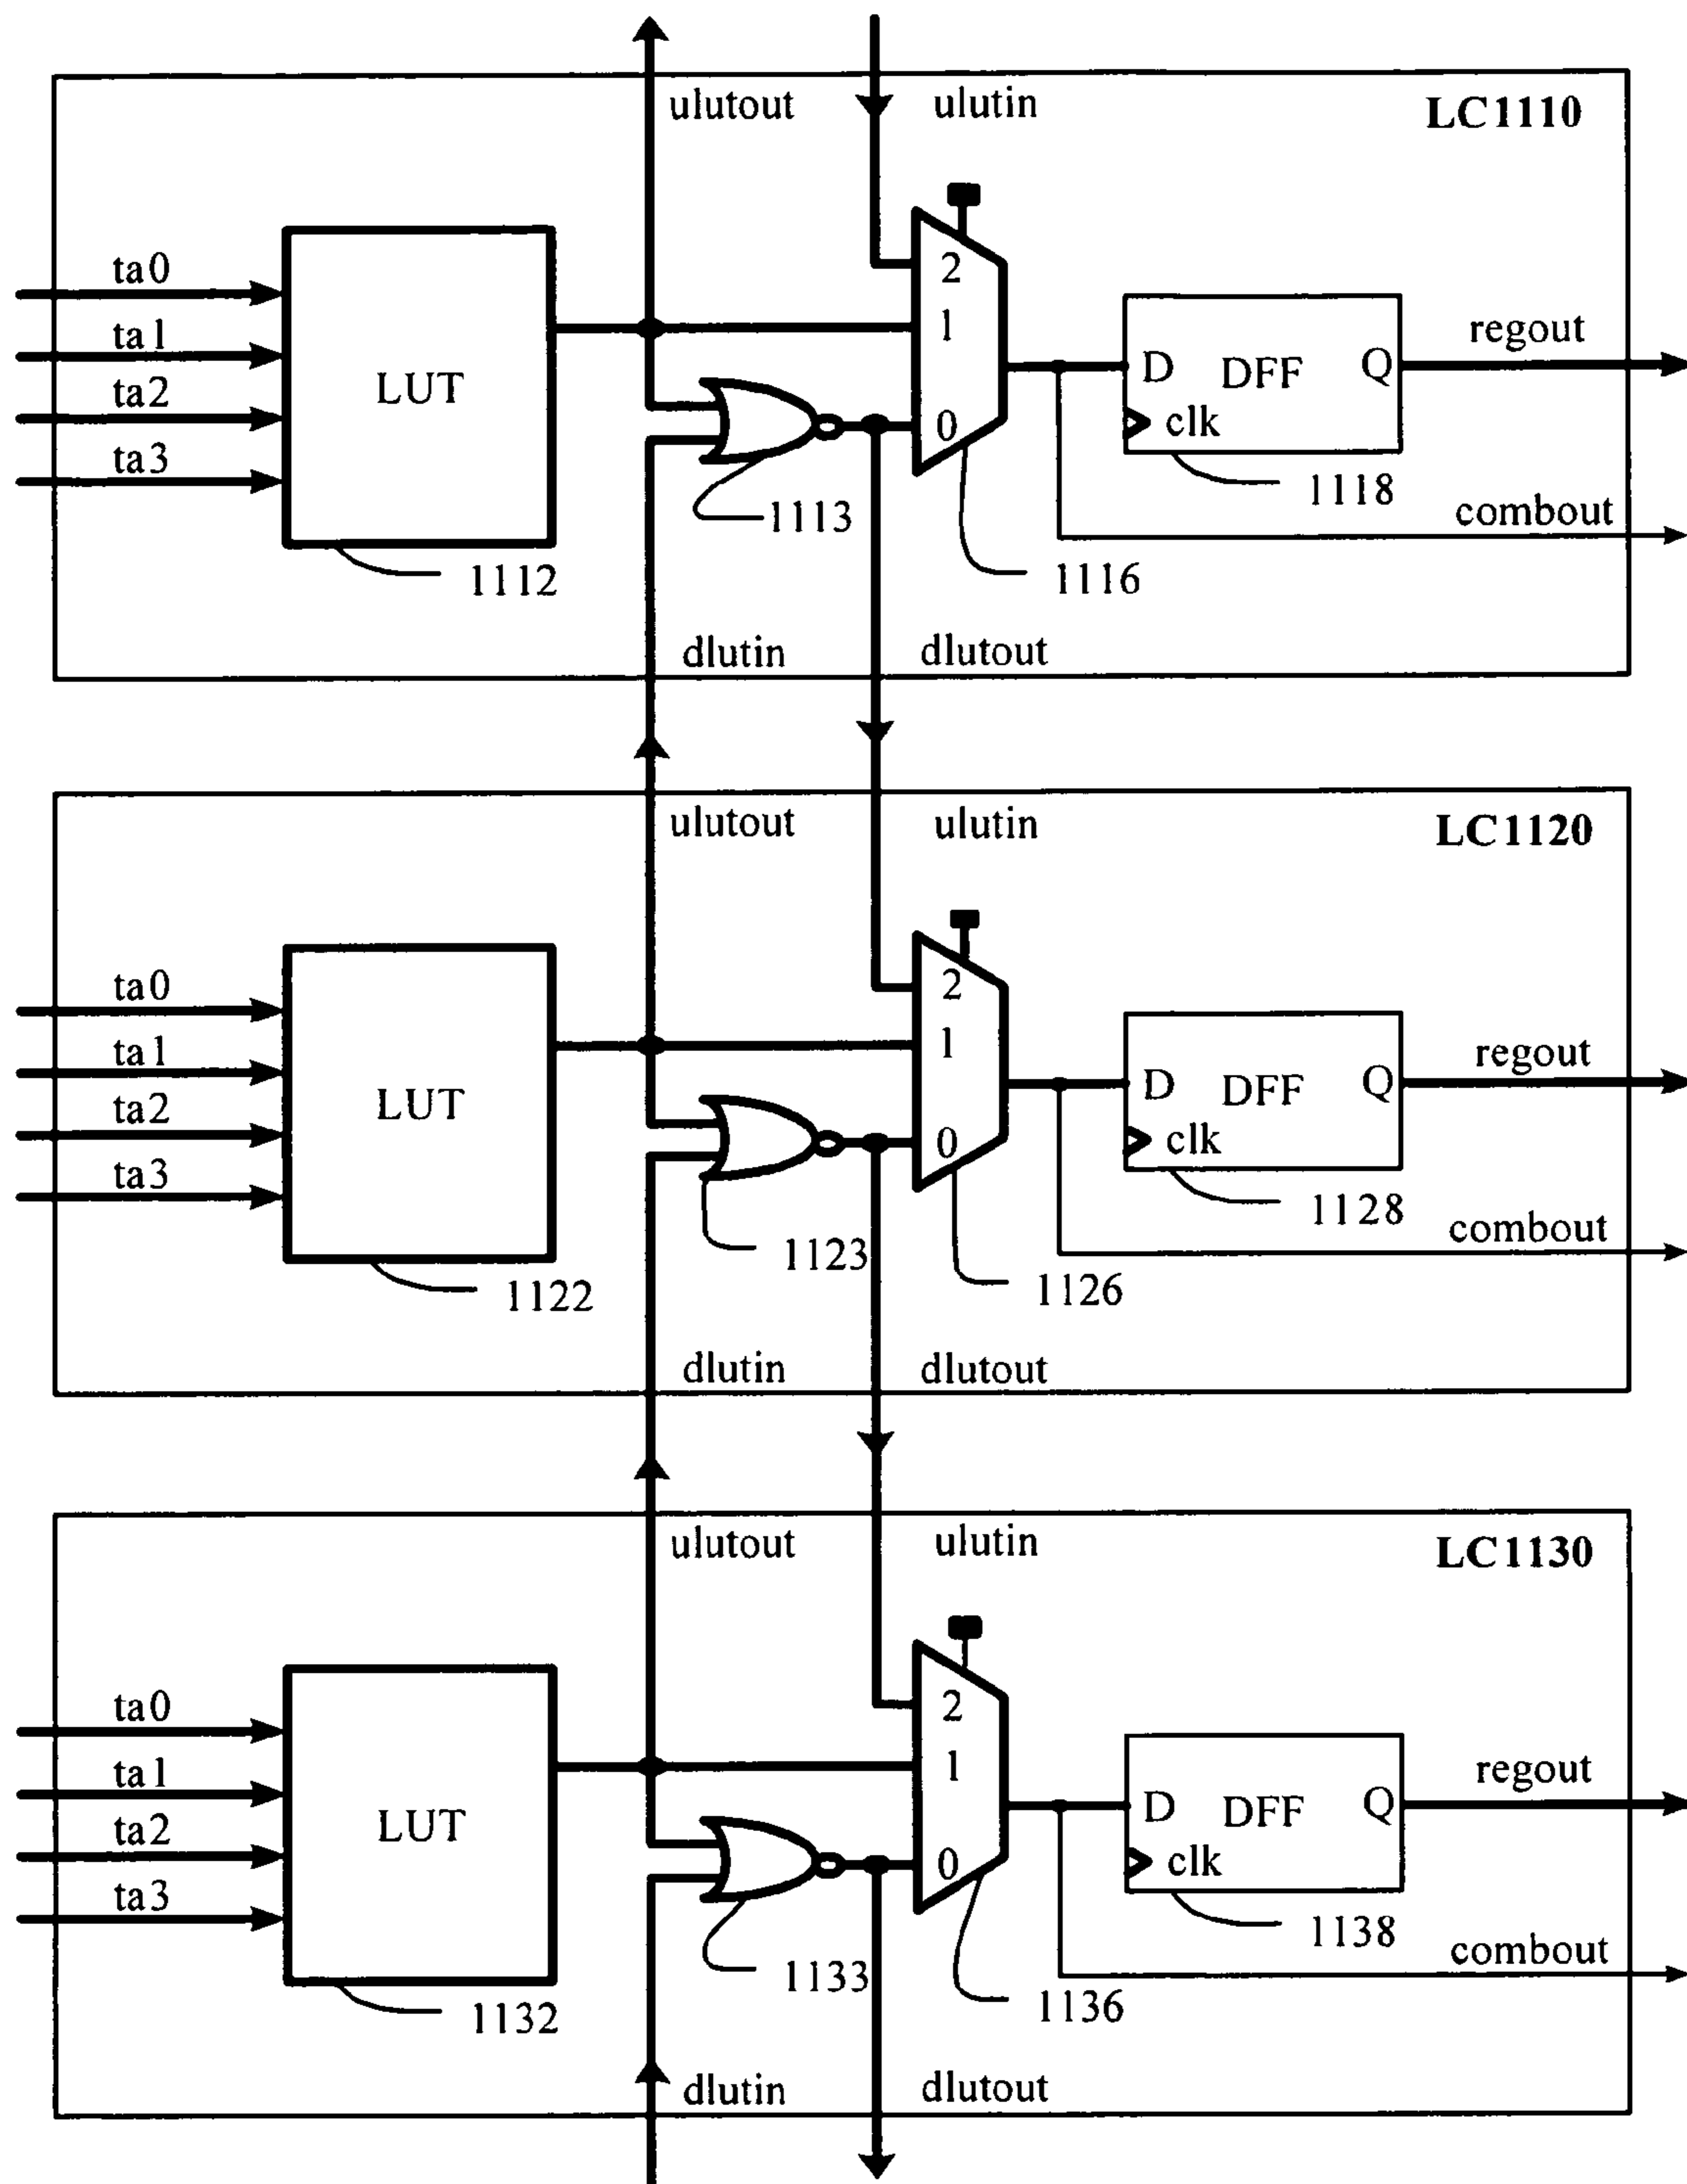 ulutout ulutin LC1110
ta0
ta1
ta2
ta3
LUT
2
1
0
D DFF Q
clk
regout
1118
combout
1113
1112
1116
dlutin dlutout
ulutout ulutin LC1120
ta0
ta1
ta2
ta3
LUT
2
1
0
D DFF Q
clk
regout
1128
combout
1123
1122
1126
dlutin dlutout
ulutout ulutin LC1130
ta0
ta1
ta2
ta3
LUT
2
1
0
D DFF Q
clk
regout
1138
combout
1133
1132
1136
dlutin dlutout